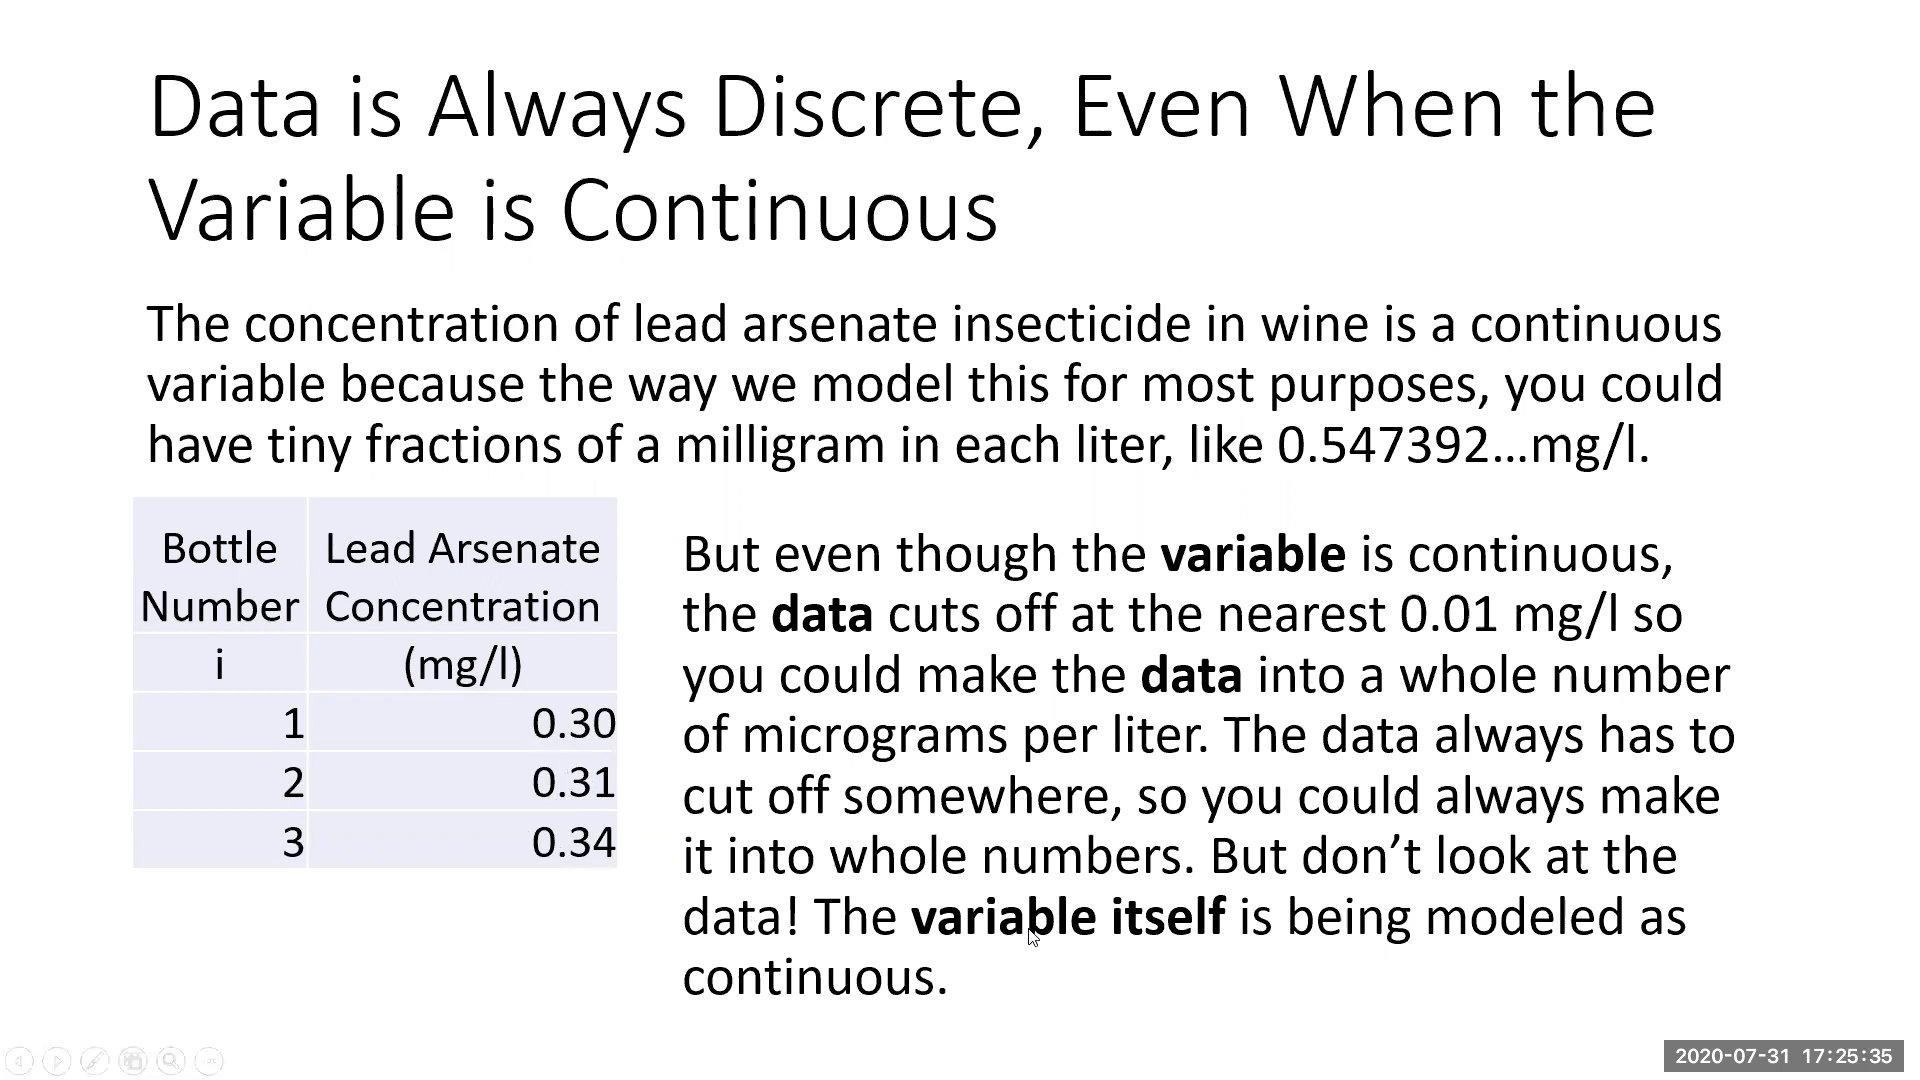 Data is Always Discrete, Even When the
Variable is Continuous
The concentration of lead arsenate insecticide in wine is a continuous
variable because the way we model this for most purposes, you could
have tiny fractions of a milligram in each liter, like 0.547392...mg/l.
Bottle Lead Arsenate
Number Concentration
i (mg/l)
1 0.30
2 0.31
3 0.34
But even though the variable is continuous,
the data cuts off at the nearest 0.01 mg/l so
you could make the data into a whole number
of micrograms per liter. The data always has to
cut off somewhere, so you could always make
it into whole numbers. But don’t look at the
data! The variable itself is being modeled as
continuous.
2020-07-31 17:25:35